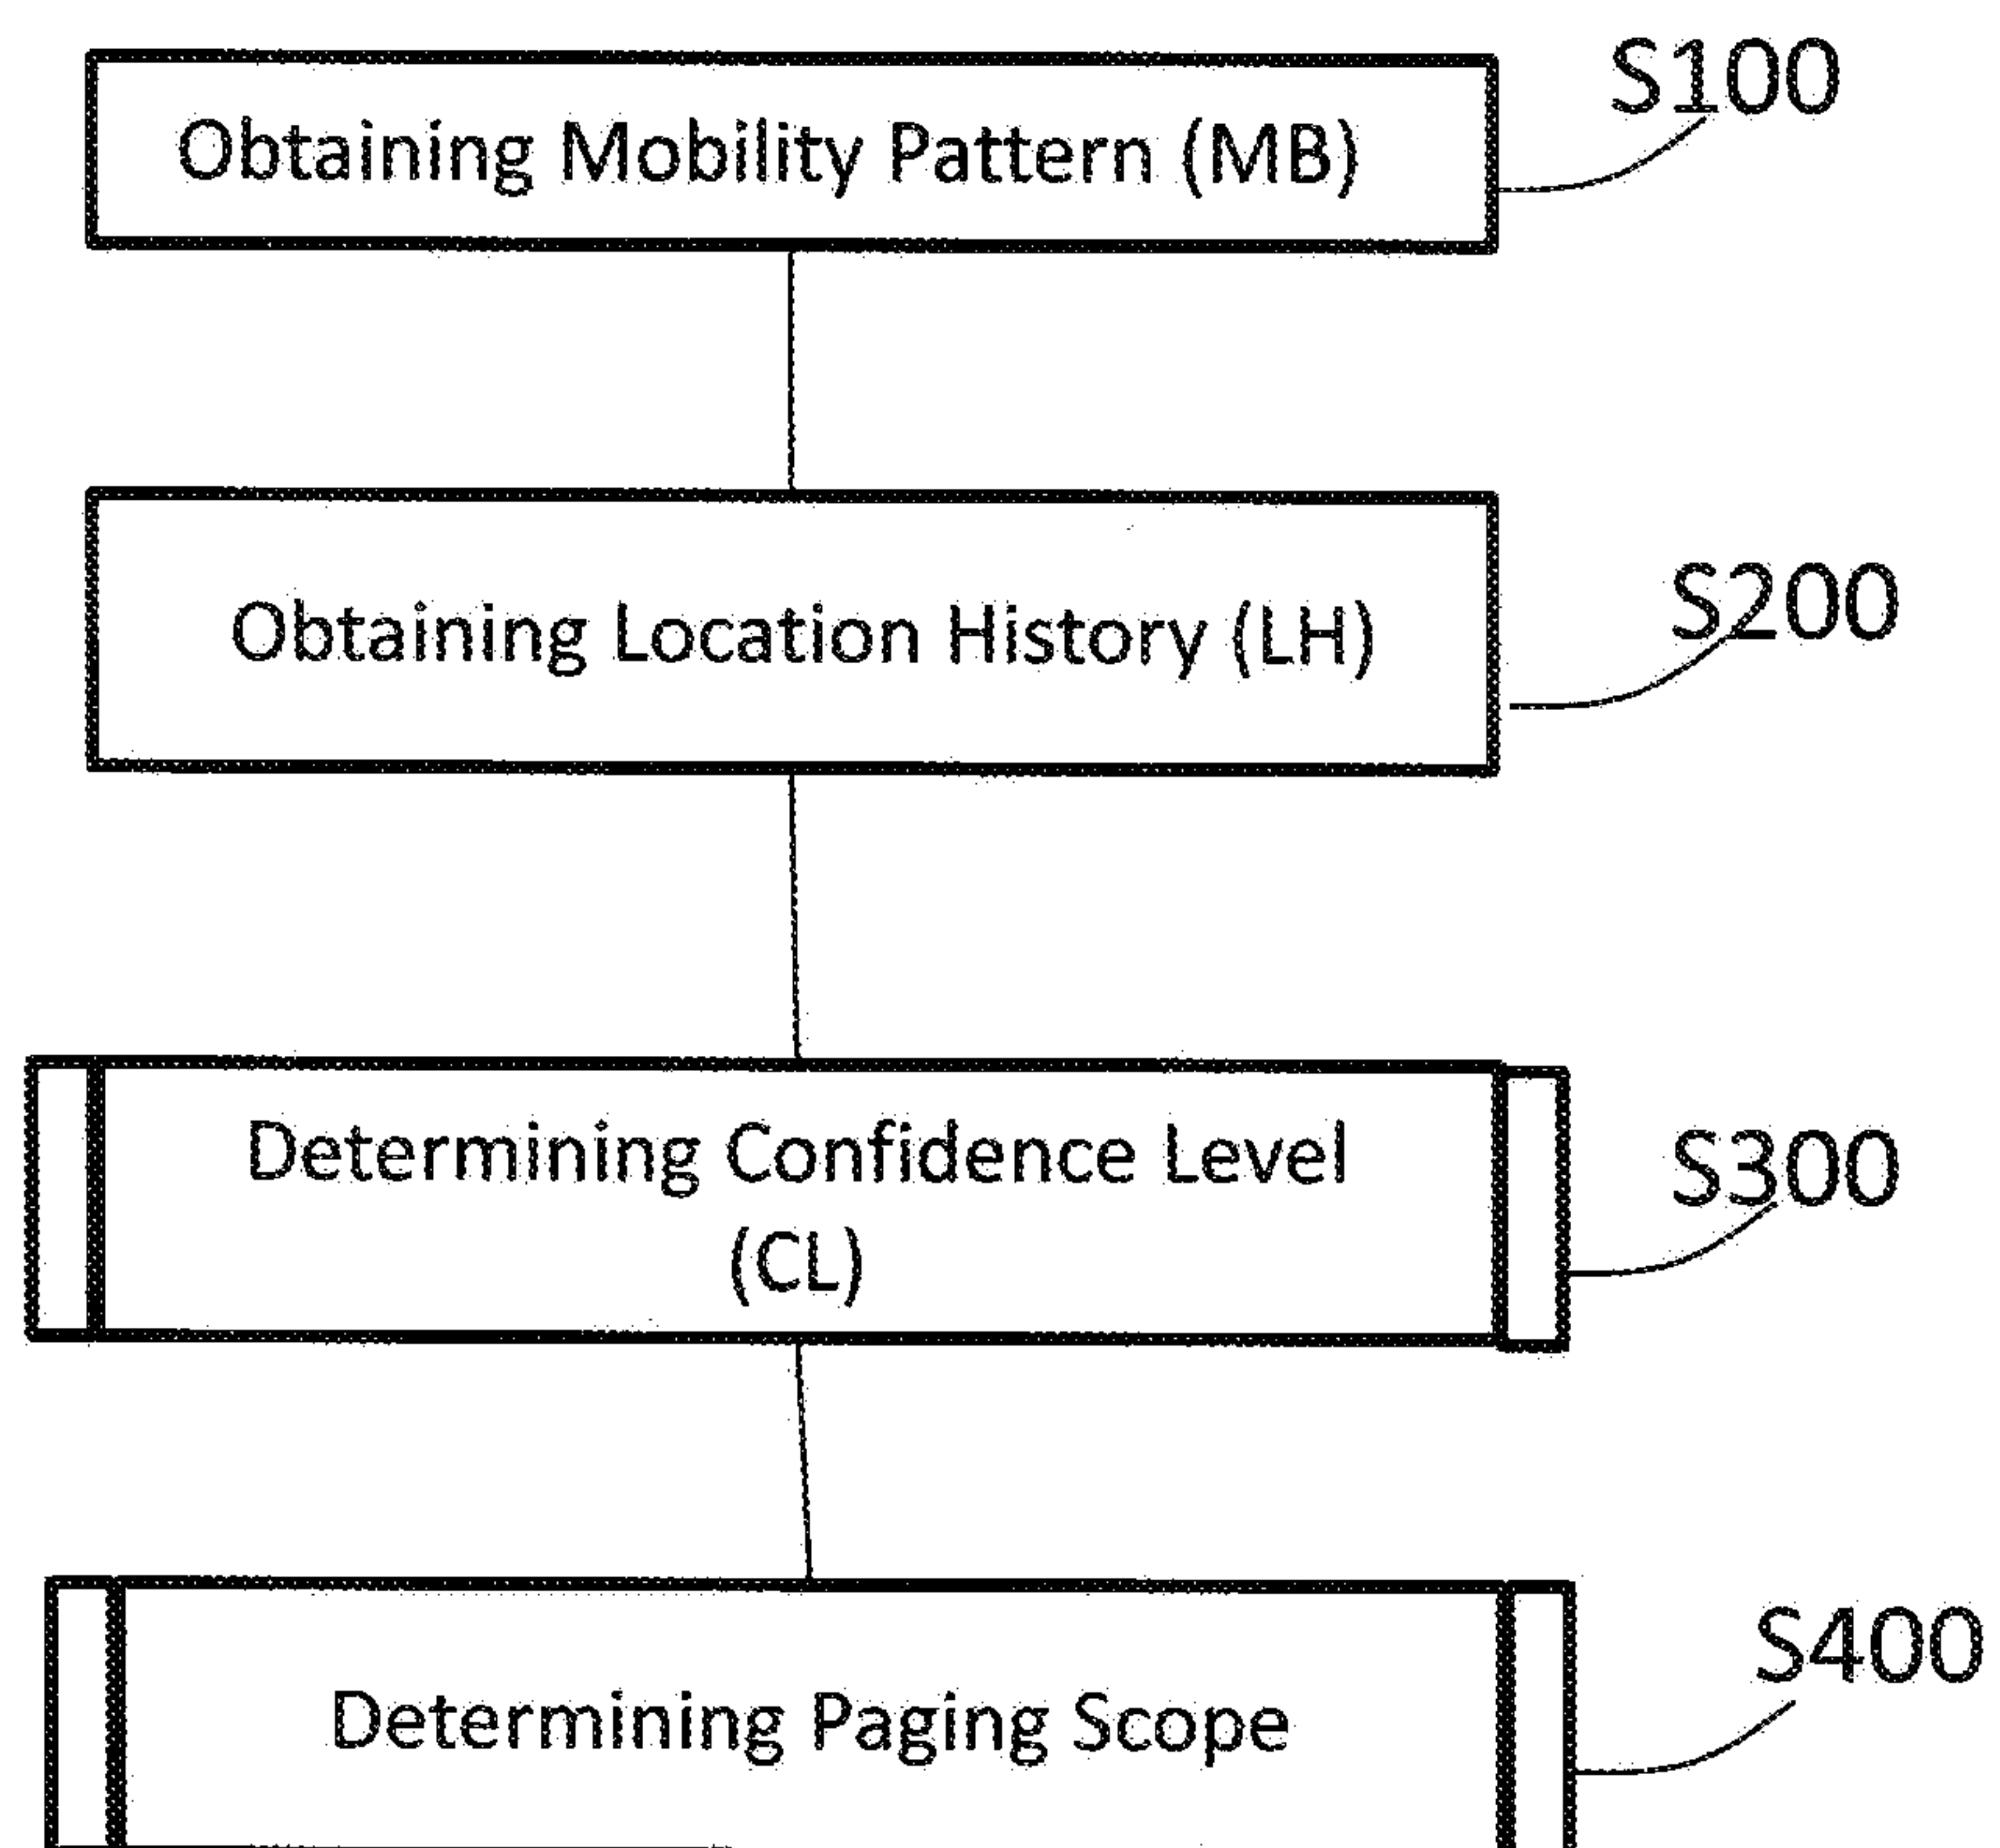 S100
Obtaining Mobility Pattern (MB)
S200
Obtaining Location History (LH)
Determining Confidence Level
(CL)
S300
S400
Determining Paging Scope